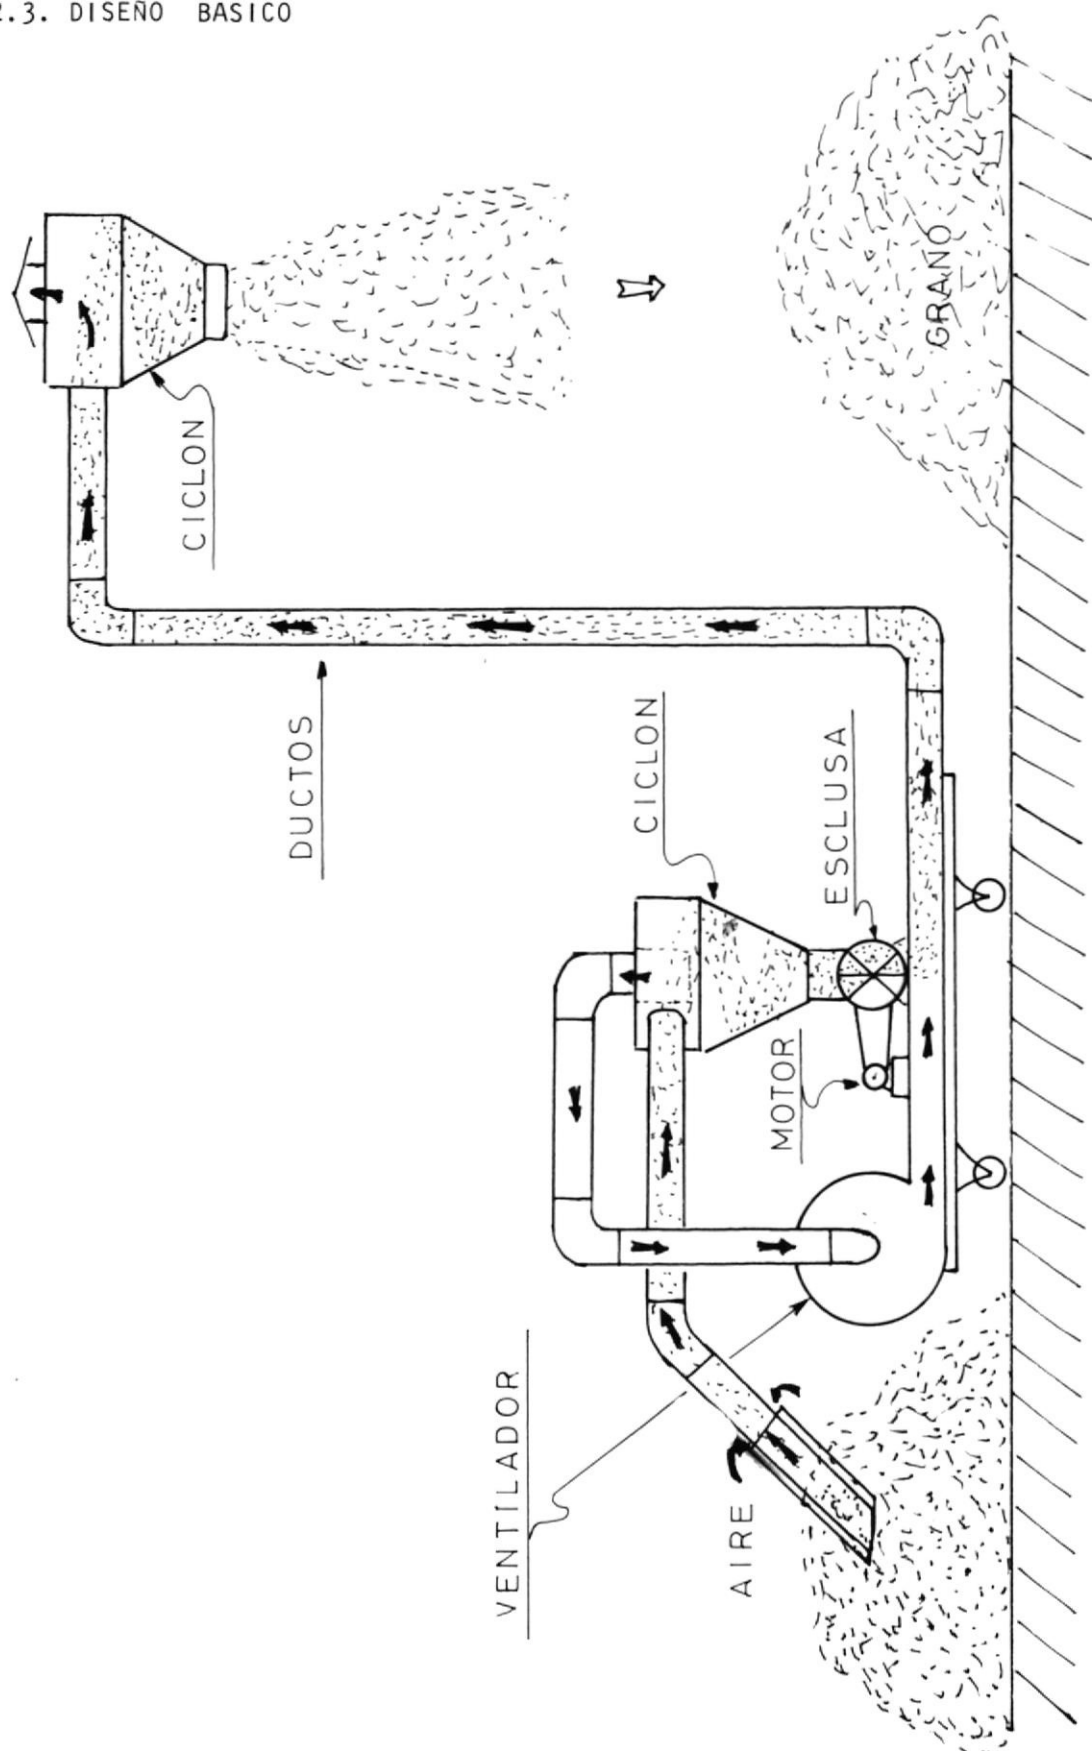 2.3. DISEÑO BASICO
CICLON
GRANO
DUCTOS
CICLON
ESCLUSA
MOTOR
VENTILADOR
AIRE